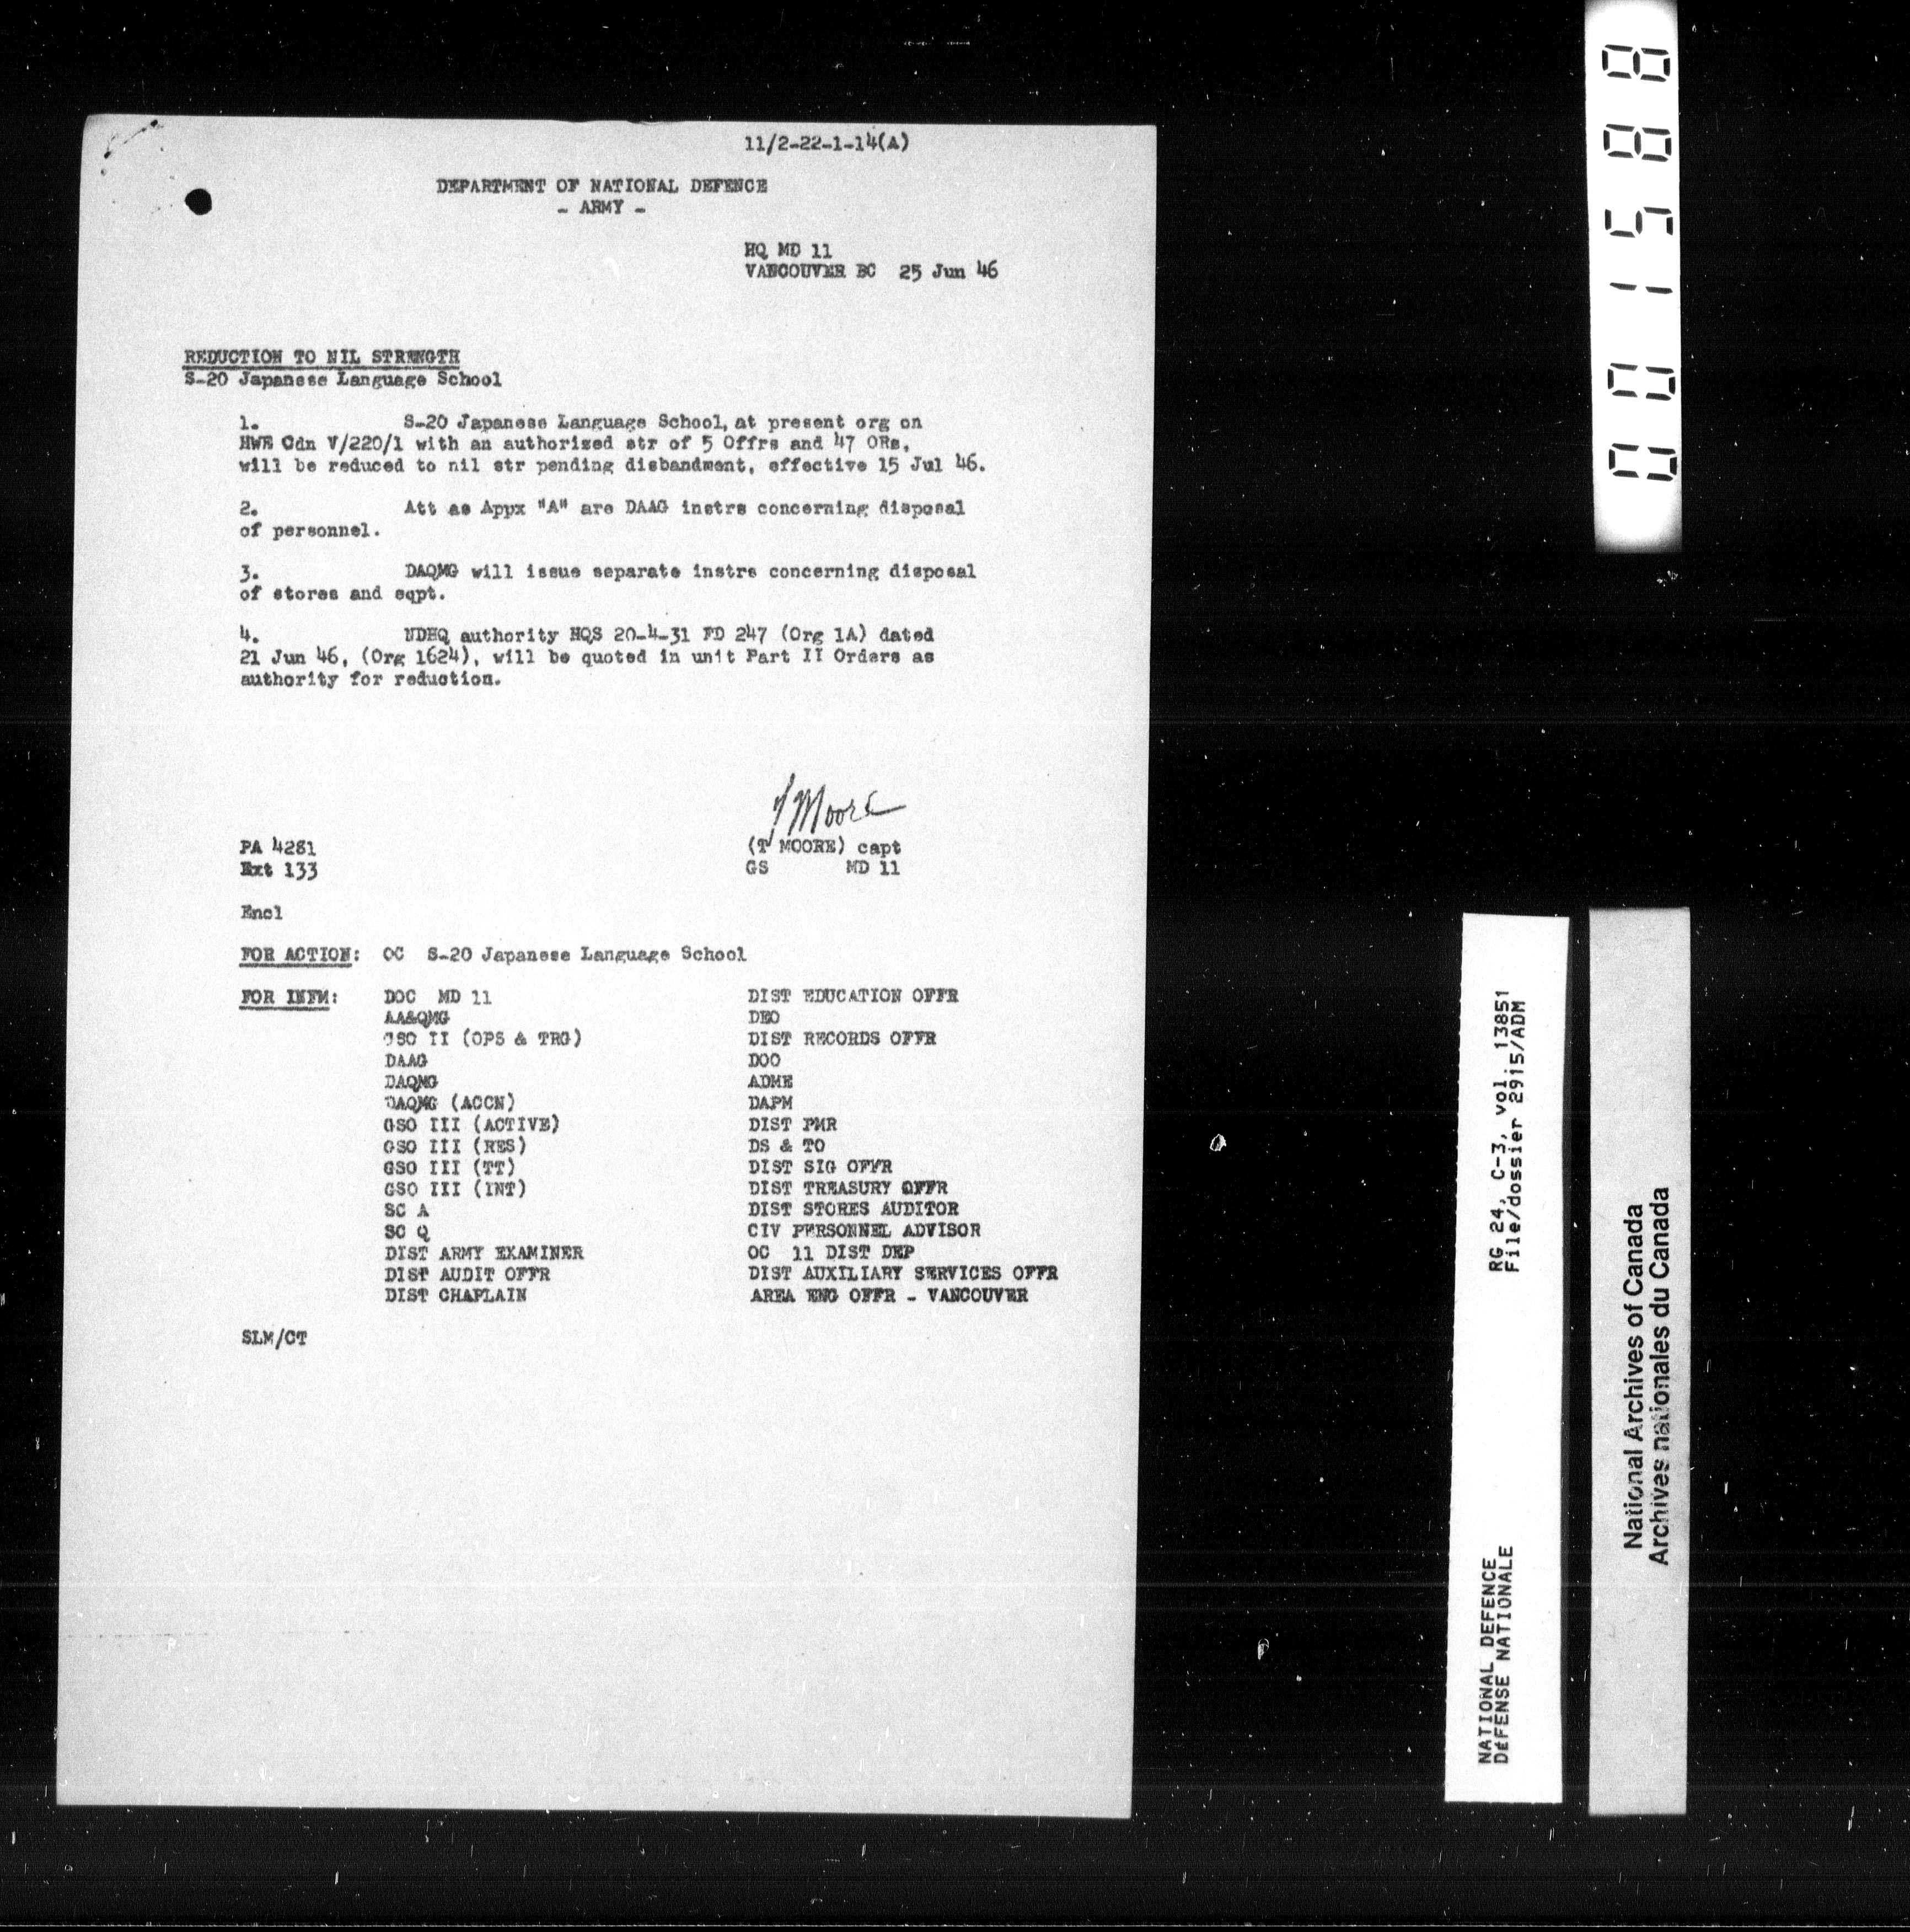 11/2-22-1-14(A)
DEPARTMENT OF NATIONAL DEFENCE
- ARMY -
HQ MD 11
VANCOUVER BC 25 Jun 46
REDUCTION TO NIL STRENGTH
S-20 Japanese Language School
1. S-20 Japanese Language School, at present org on
HWE Cdn V/220/1 with an authorized str of 5 Offrs and 47 ORs,
will be reduced to nil str pending disbandment, effective 15 Jul 46.
2. Att as Appx "A" are DAAG instrs concerning disposal
of personnel.
3. DAQMG will issue separate instrs concerning disposal
of stores and eqpt.
4. NDHQ authority HQS 20-4-31 FD 247 (Org 1A) dated
21 Jun 46, (Org 1624), will be quoted in unit Part II Orders as
authority for reduction.
T Moore
PA 4281 (T MOORE) capt
Ext 133 GS MD 11
Encl
FOR ACTION: OC S-20 Japanese Language School
FOR INFM: DOC MD 11 DIST EDUCATION OFFR
AA&QMG DEO
GSO II (OPS & TRG) DIST RECORDS OFFR
DAAG DOO
DAQMG ADME
DAQMG (ACCN) DAPM
GSO III (ACTIVE) DIST PMR
GSO III (RES) DS & TO
GSO III (TT) DIST SIG OFFR
GSO III (INT) DIST TREASURY OFFR
SC A DIST STORES AUDITOR
SC Q CIV PERSONNEL ADVISOR
DIST ARMY EXAMINER OC 11 DIST DEP
DIST AUDIT OFFR DIST AUXILIARY SERVICES OFFR
DIST CHAPLAIN AREA ENG OFFR - VANCOUVER
SLM/CT
001588
NATIONAL DEFENCE RG 24, C-3, vol. 13851
DÉFENSE NATIONALE File/dossier 2915/ADM
National Archives of Canada
Archives nationales du Canada